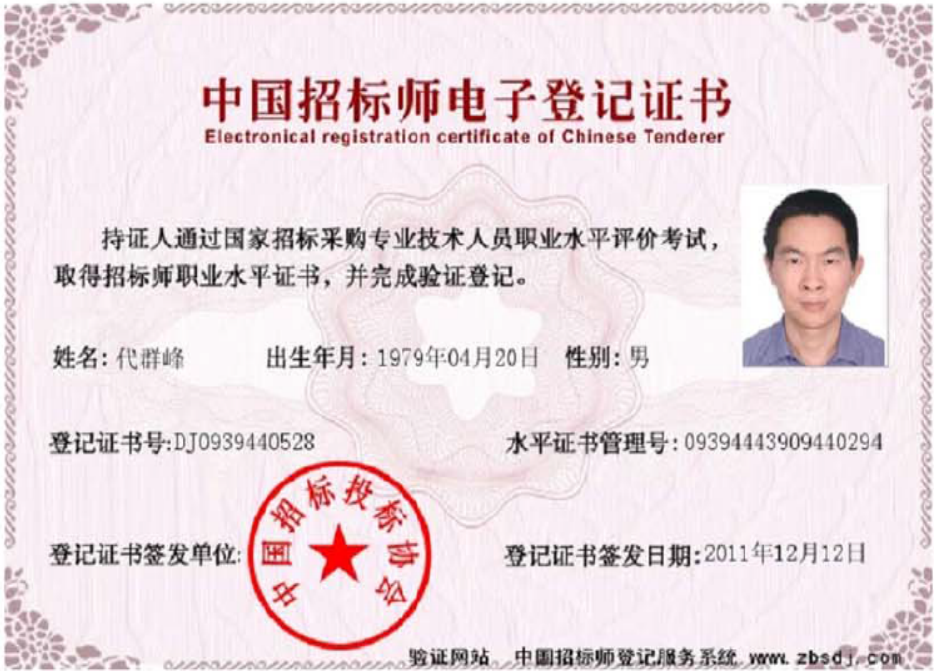 中国招标师电子登记证书
Electronical registration certificate of Chinese Tenderer
持证人通过国家招标采购专业技术人员职业水平评价考试，
取得招标师职业水平证书，并完成验证登记。
姓名：代群峰 出生年月：1979年04月20日 性别：男
登记证书号:DJ0939440528 水平证书管理号：09394443909440294
登记证书签发单位: 登记证书签发日期:2011年12月12日
中国招标投标协会
验证网站 中国招标师登记服务系统 www.zbsdj.com